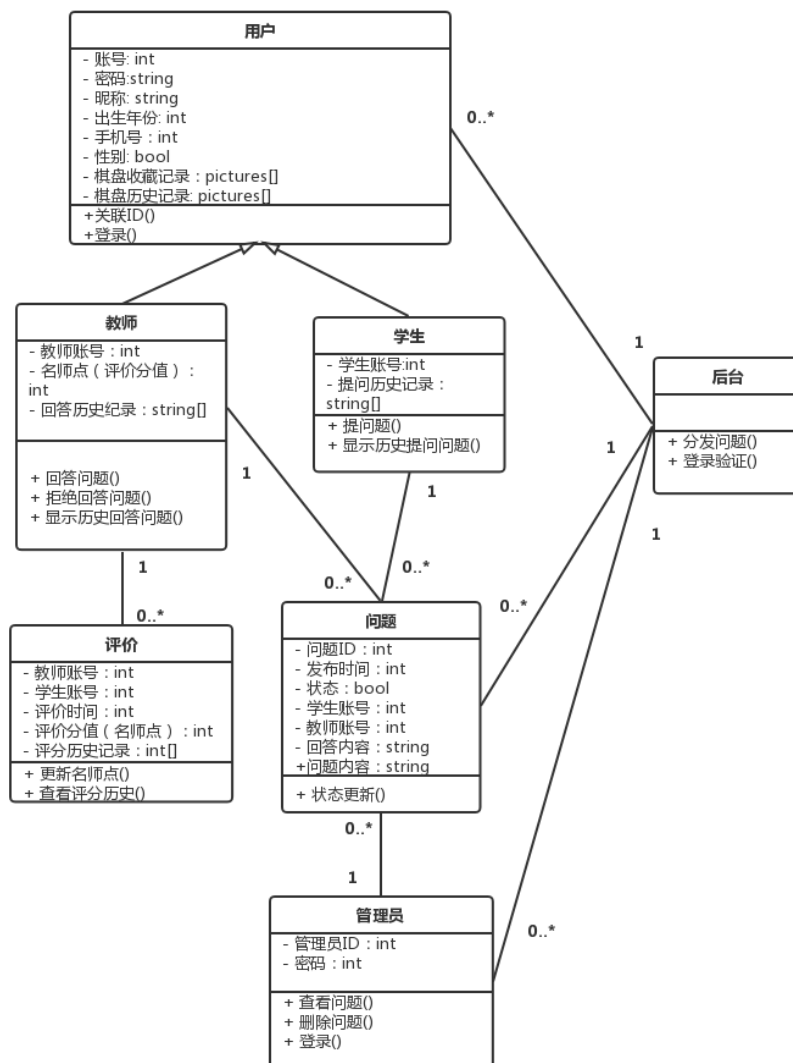 用户
- 账号: int
- 密码:string
- 昵称: string
- 出生年份: int
- 手机号：int
- 性别: bool
- 棋盘收藏记录：pictures[]
- 棋盘历史记录: pictures[]
+关联ID()
+登录()
0..*
1
教师
- 教师账号：int
- 名师点（评价分值）：
int
- 回答历史纪录：string[]
+ 回答问题()
+ 拒绝回答问题()
+ 显示历史回答问题()
学生
- 学生账号:int
- 提问历史记录：
string[]
+ 提问题()
+ 显示历史提问问题()
后台
+ 分发问题()
+ 登录验证()
1
1
1
1
1
0..*
0..*
0..*
0..*
评价
- 教师账号：int
- 学生账号：int
- 评价时间：int
- 评价分值（名师点）：int
- 评分历史记录：int[]
+ 更新名师点()
+ 查看评分历史()
问题
- 问题ID：int
- 发布时间：int
- 状态：bool
- 学生账号：int
- 教师账号：int
- 回答内容：string
+问题内容：string
+ 状态更新()
0..*
1
0..*
管理员
- 管理员ID：int
- 密码：int
+ 查看问题()
+ 删除问题()
+ 登录()